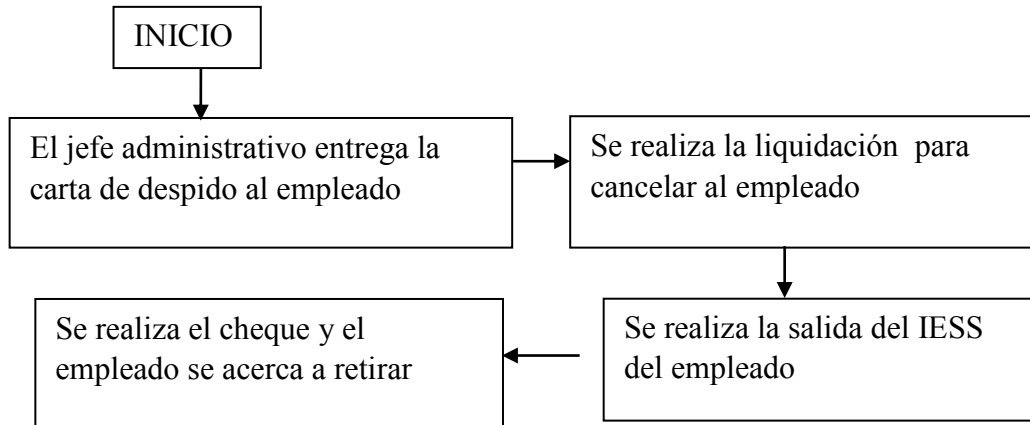 INICIO
El jefe administrativo entrega la
carta de despido al empleado
Se realiza la liquidación  para
cancelar al empleado
Se realiza la salida del IESS
del empleado
Se realiza el cheque y el
empleado se acerca a retirar